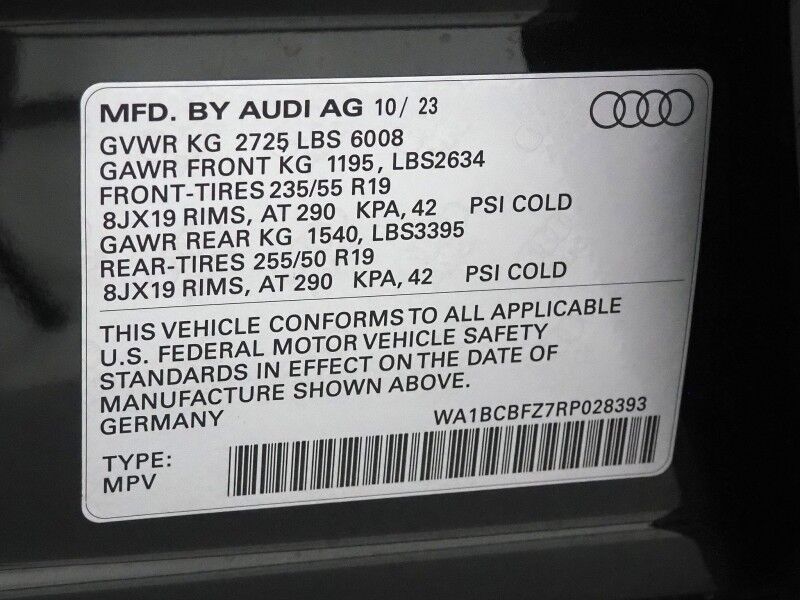 MFD. BY AUDI AG 10/ 23
GVWR KG 2725 LBS 6008
GAWR FRONT KG 1195, LBS2634
FRONT-TIRES 235/55 R19
8JX19 RIMS, AT 290 KPA, 42 PSI COLD
GAWR REAR KG 1540, LBS3395
REAR-TIRES 255/50 R19
8JX19 RIMS, AT 290 KPA, 42 PSI COLD
THIS VEHICLE CONFORMS TO ALL APPLICABLE
U.S. FEDERAL MOTOR VEHICLE SAFETY
STANDARDS IN EFFECT ON THE DATE OF
MANUFACTURE SHOWN ABOVE.
GERMANY WA1BCBFZ7RP028393
TYPE:
MPV